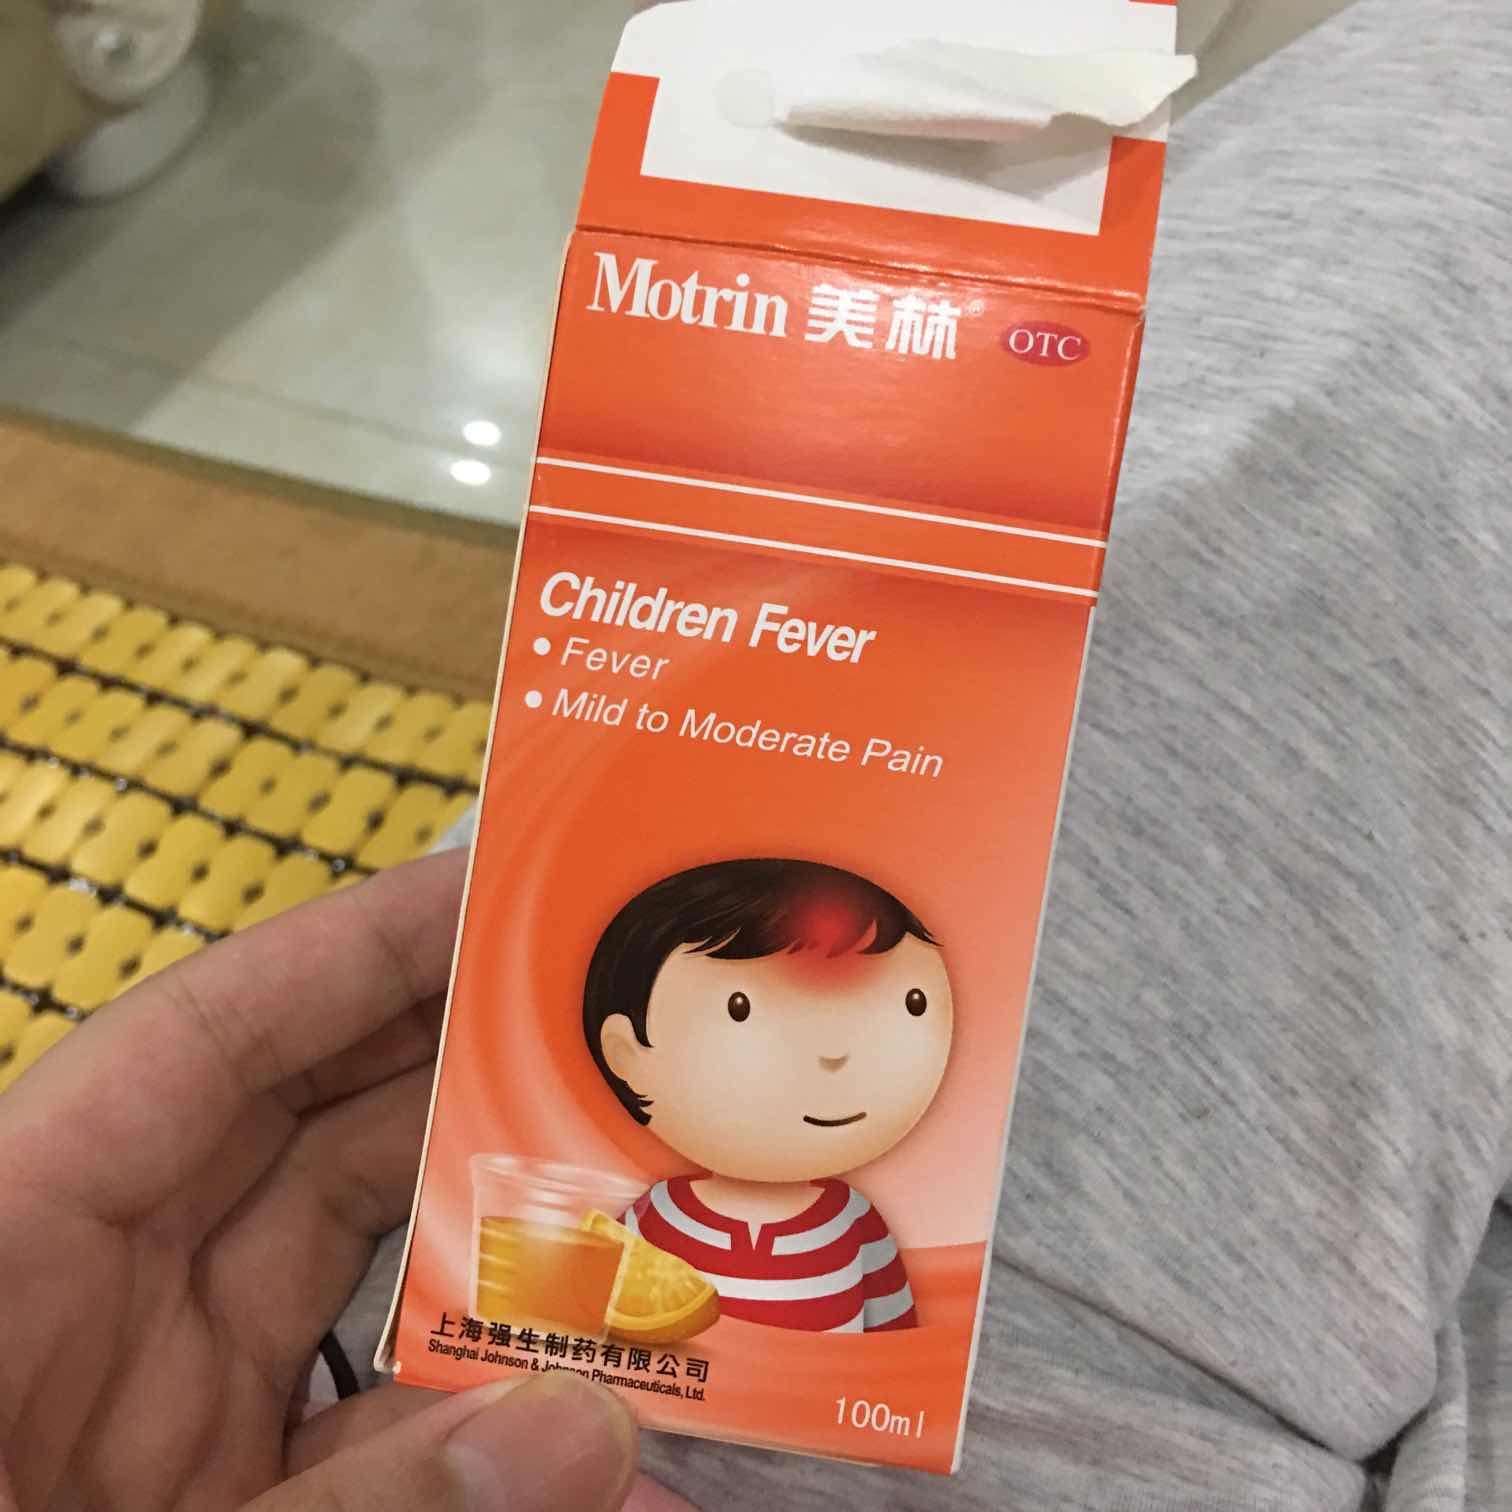 Motrin 美林® OTC
Children Fever
• Fever
• Mild to Moderate Pain
上海强生制药有限公司
Shanghai Johnson & Johnson Pharmaceuticals, Ltd.
100ml